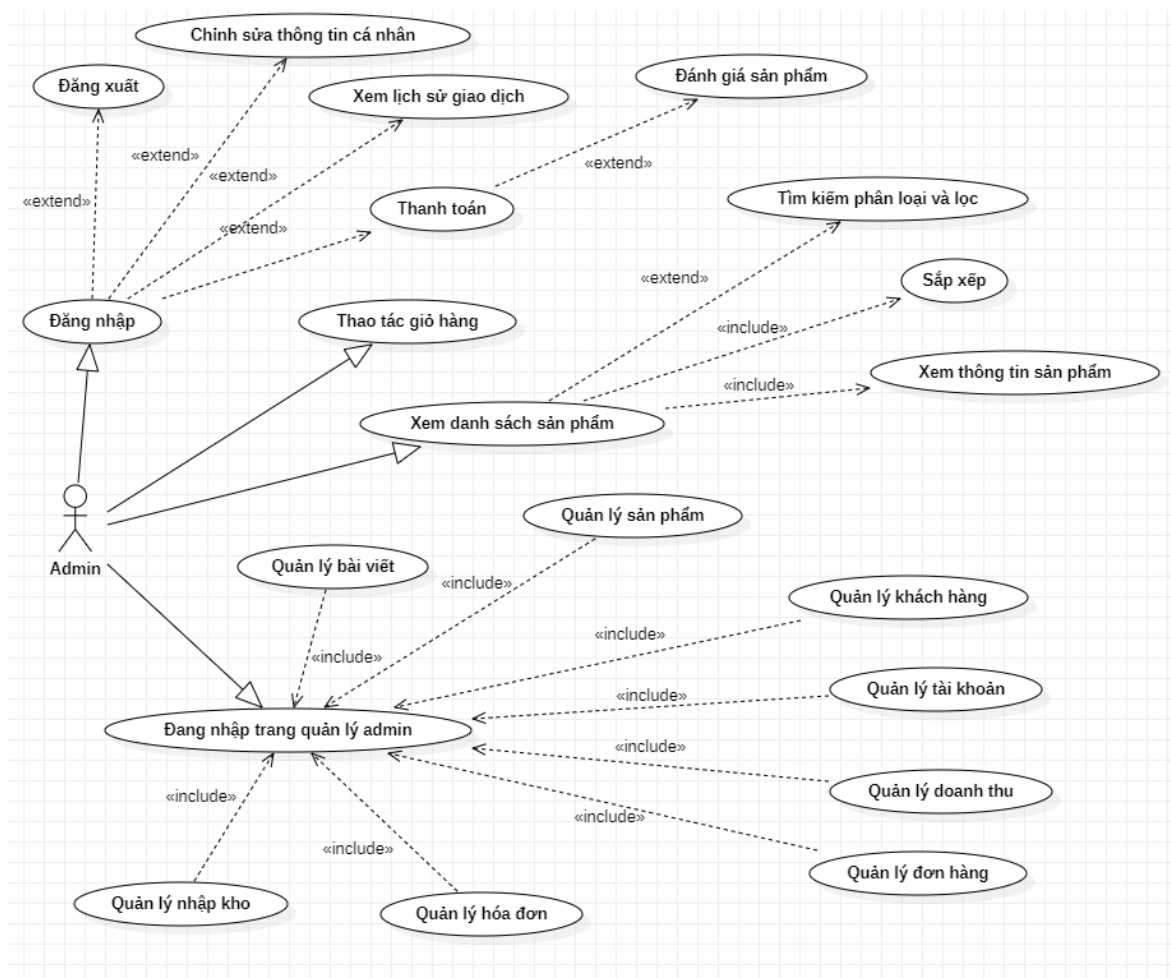 Chỉnh sửa thông tin cá nhân
Đăng xuất
Xem lịch sử giao dịch
Đánh giá sản phẩm
«extend»
«extend»
«extend»
«extend»
«extend»
Thanh toán
Tìm kiếm phân loại và lọc
«extend»
Sắp xếp
Đăng nhập
Thao tác giỏ hàng
«include»
Xem thông tin sản phẩm
«include»
Xem danh sách sản phẩm
Admin
Quản lý sản phẩm
Quản lý bài viết
«include»
Quản lý khách hàng
«include»
«include»
Quản lý tài khoản
«include»
Đang nhập trang quản lý admin
«include»
Quản lý doanh thu
«include»
«include»
«include»
Quản lý đơn hàng
Quản lý nhập kho
Quản lý hóa đơn